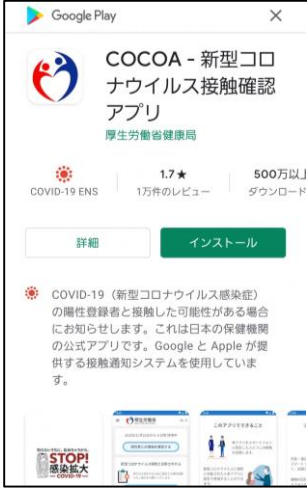 Google Play
COCOA - 新型コロ
ナウイルス接触確認
アプリ
厚生労働省健康局
COVID-19 ENS
1.7★
1万件のレビュー
500万以上
ダウンロード
詳細
インストール
COVID-19（新型コロナウイルス感染症）
の陽性登録者と接触した可能性がある場合
にお知らせします。これは日本の保健機関
の公式アプリです。Google と Apple が提
供する接触通知システムを使用していま
す。
STOP!
感染拡大
COVID-19
このアプリでできること